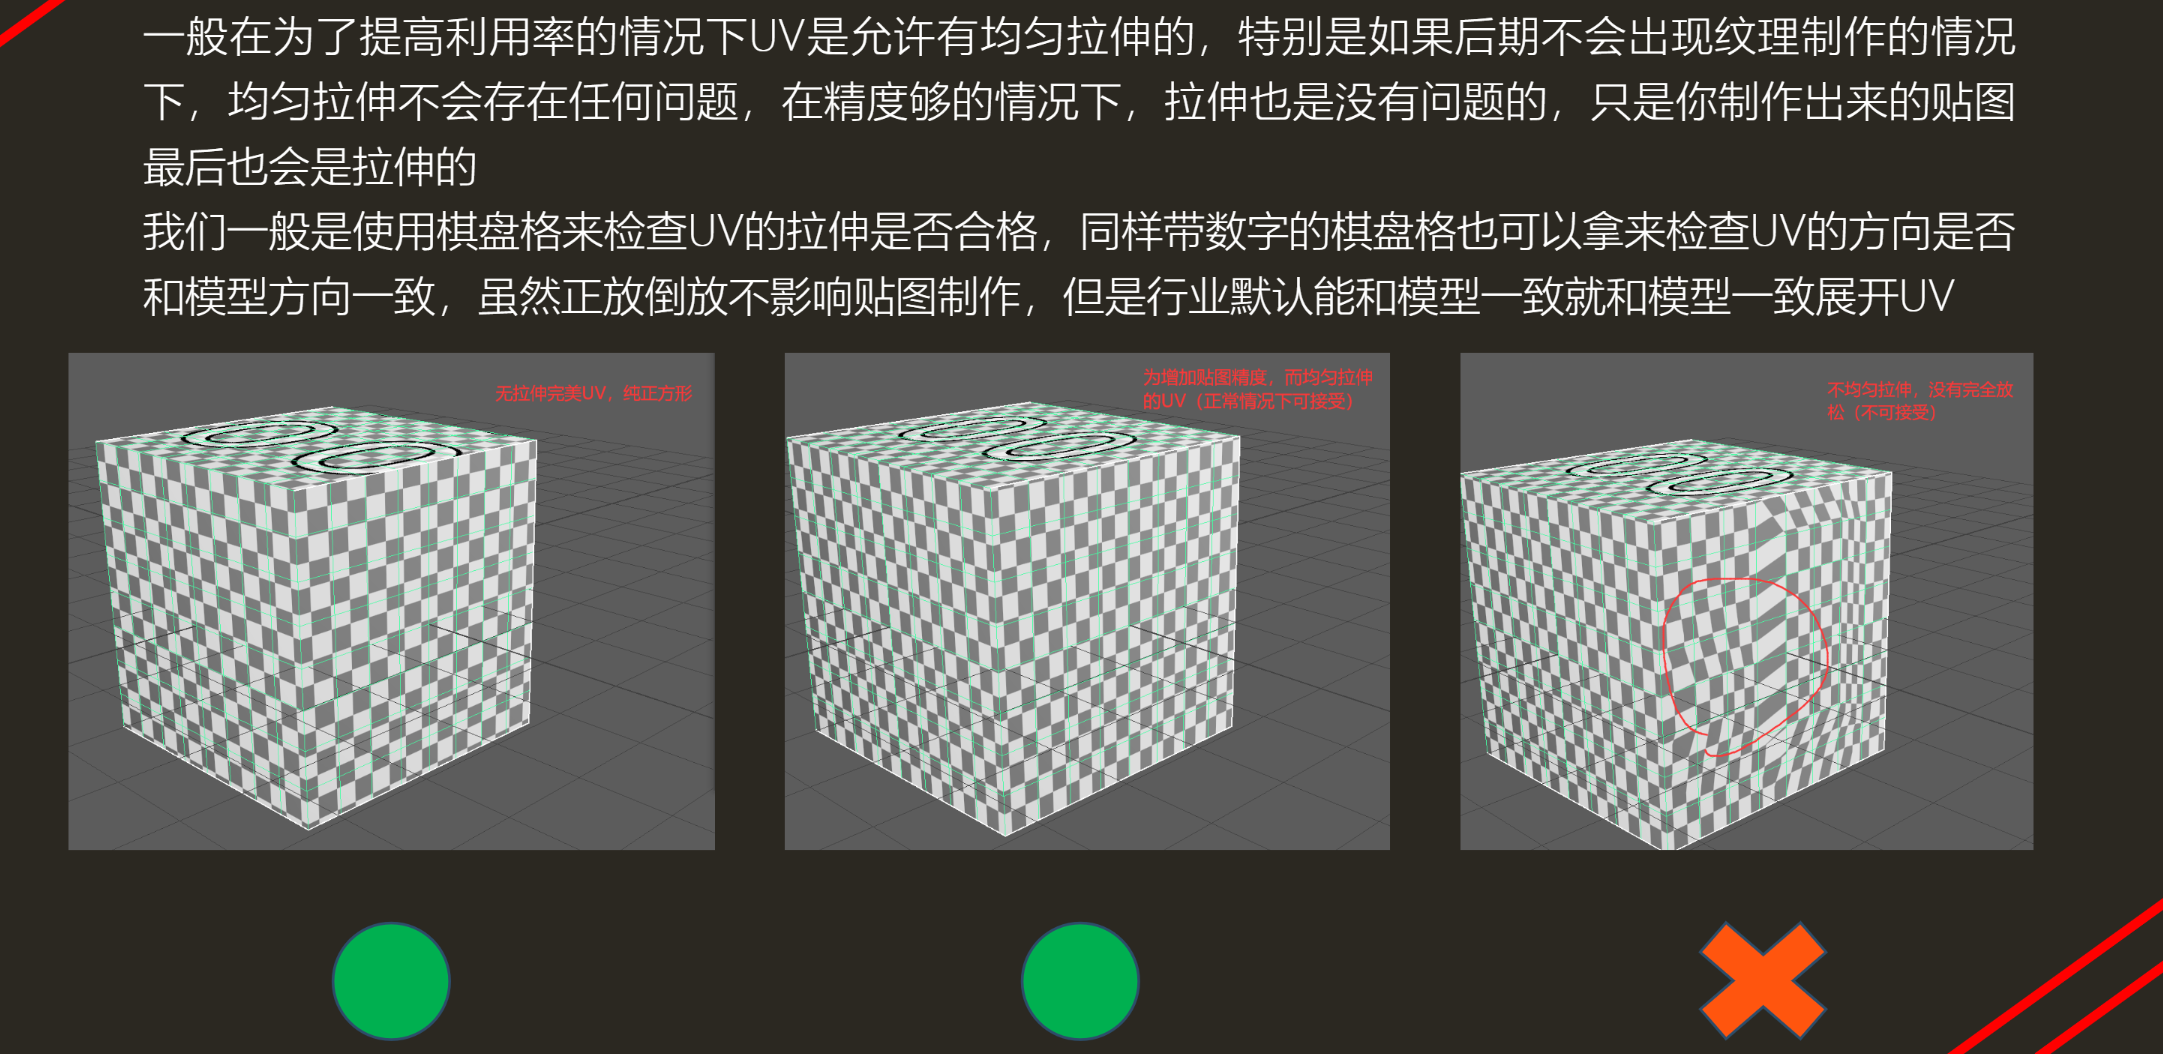 一般在为了提高利用率的情况下UV是允许有均匀拉伸的，特别是如果后期不会出现纹理制作的情况
下，均匀拉伸不会存在任何问题，在精度够的情况下，拉伸也是没有问题的，只是你制作出来的贴图
最后也会是拉伸的
我们一般是使用棋盘格来检查UV的拉伸是否合格，同样带数字的棋盘格也可以拿来检查UV的方向是否
和模型方向一致，虽然正放倒放不影响贴图制作，但是行业默认能和模型一致就和模型一致展开UV
无拉伸完美UV，纯正方形
为增加贴图精度，而均匀拉伸
的UV（正常情况下可接受）
不均匀拉伸，没有完全放
松（不可接受）
00
00
00